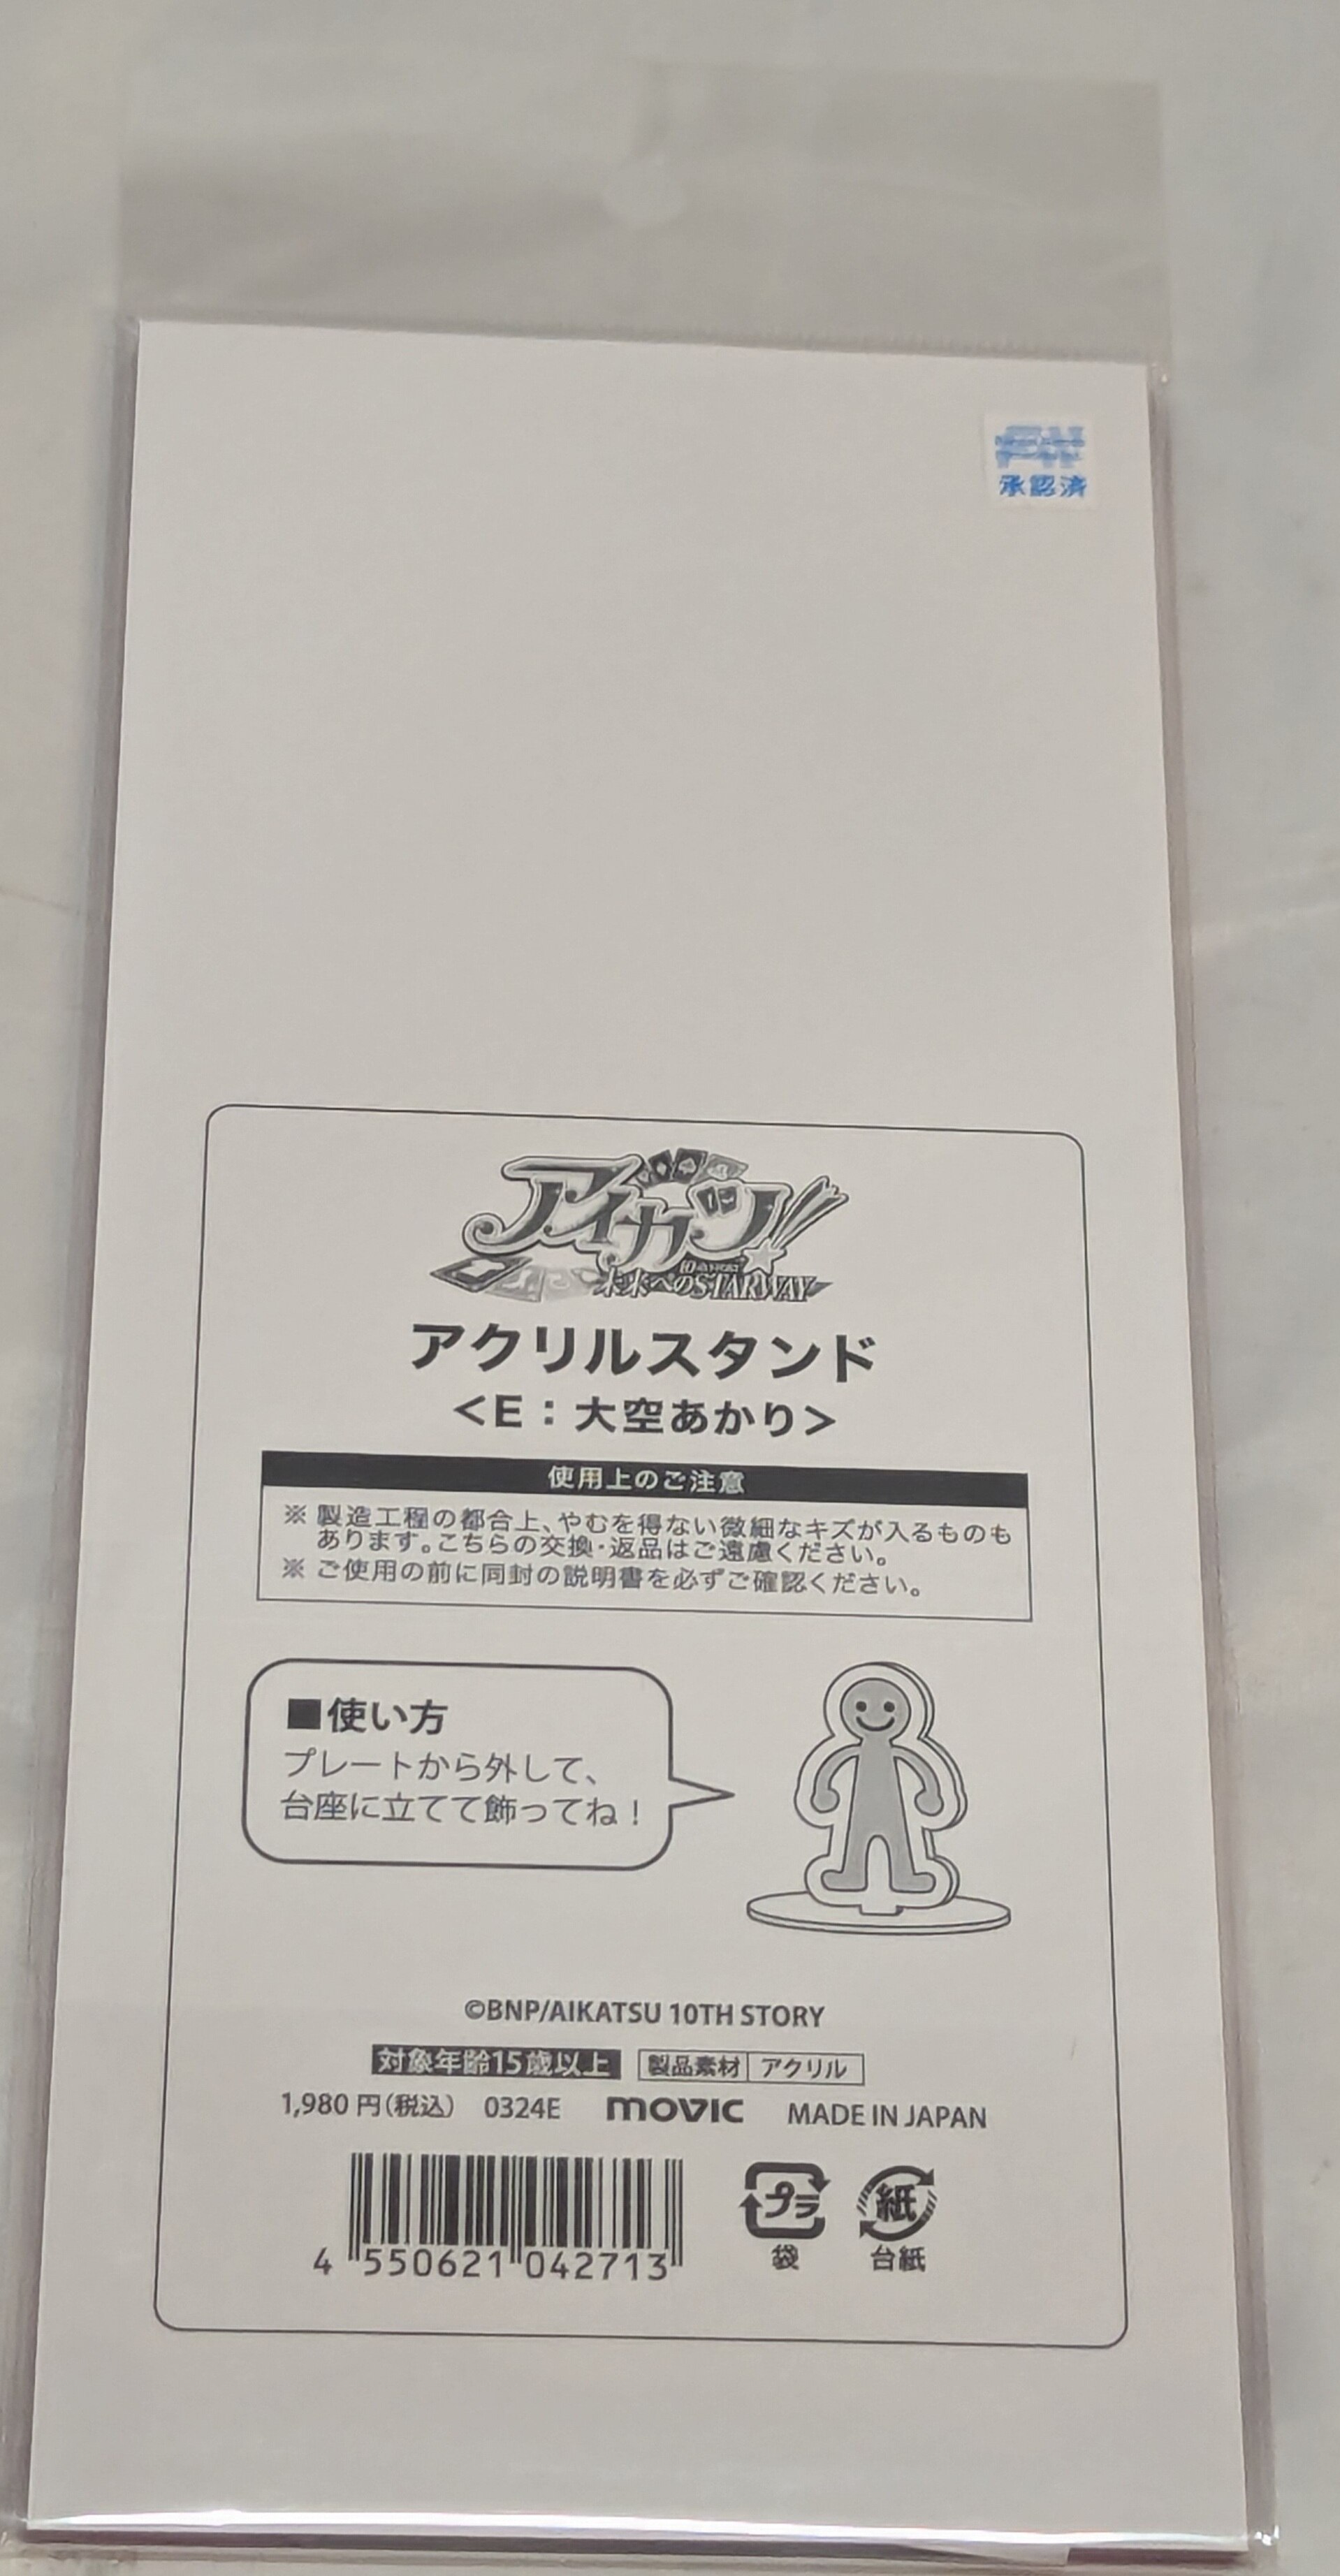 承認済
アイカツ!
10th STORY
未来へのSTARWAY
アクリルスタンド
<E：大空あかり>
使用上のご注意
※ 製造工程の都合上、やむを得ない微細なキズが入るものも
あります。こちらの交換・返品はご遠慮ください。
※ ご使用の前に同封の説明書を必ずご確認ください。
■使い方
プレートから外して、
台座に立てて飾ってね！
©BNP/AIKATSU 10TH STORY
対象年齢15歳以上 製品素材 アクリル
1,980 円(税込) 0324E movic MADE IN JAPAN
4 550621 042713
プラ 紙
袋 台紙